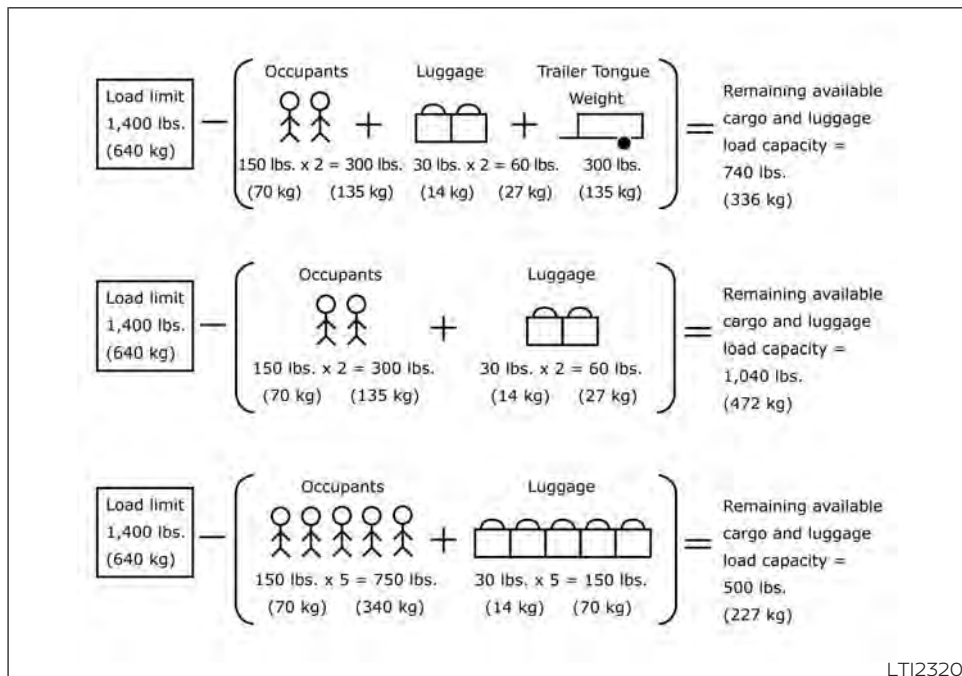 Occupants Luggage Trailer Tongue
Weight
Load limit
1,400 lbs.
(640 kg)
150 lbs. x 2 = 300 lbs. 30 lbs. x 2 = 60 lbs. 300 lbs.
(70 kg) (135 kg) (14 kg) (27 kg) (135 kg)
Remaining available
cargo and luggage
load capacity =
740 lbs.
(336 kg)
Occupants Luggage
Load limit
1,400 lbs.
(640 kg)
150 lbs. x 2 = 300 lbs. 30 lbs. x 2 = 60 lbs.
(70 kg) (135 kg) (14 kg) (27 kg)
Remaining available
cargo and luggage
load capacity =
1,040 lbs.
(472 kg)
Occupants Luggage
Load limit
1,400 lbs.
(640 kg)
150 lbs. x 5 = 750 lbs. 30 lbs. x 5 = 150 lbs.
(70 kg) (340 kg) (14 kg) (70 kg)
Remaining available
cargo and luggage
load capacity =
500 lbs.
(227 kg)
LTI2320